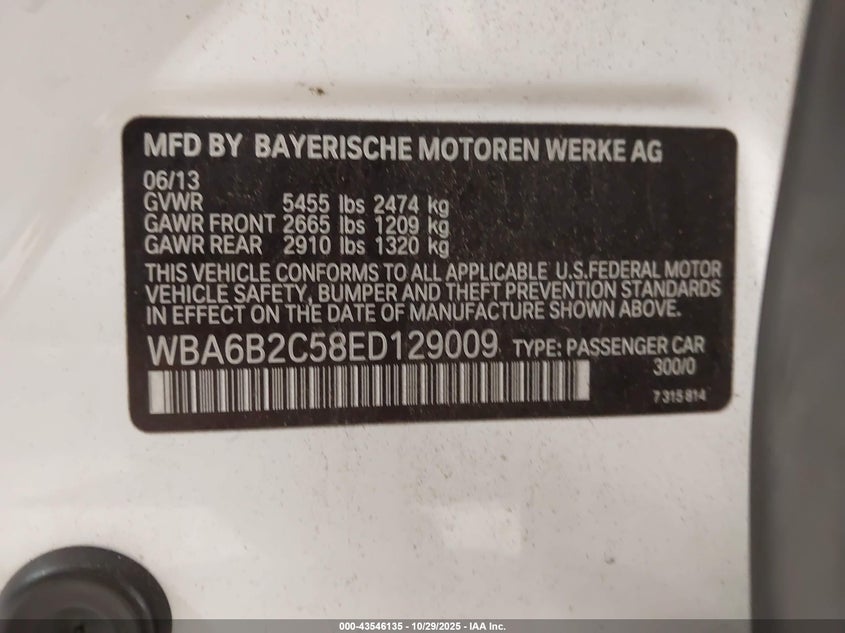 MFD BY BAYERISCHE MOTOREN WERKE AG
06/13
GVWR 5455 lbs 2474 kg
GAWR FRONT 2665 lbs 1209 kg
GAWR REAR 2910 lbs 1320 kg
THIS VEHICLE CONFORMS TO ALL APPLICABLE U.S.FEDERAL MOTOR
VEHICLE SAFETY, BUMPER AND THEFT PREVENTION STANDARDS
IN EFFECT ON THE DATE OF MANUFACTURE SHOWN ABOVE.
WBA6B2C58ED129009 TYPE: PASSENGER CAR
300/0
7 315 814
000-43546135 - 10/29/2025 - IAA Inc.